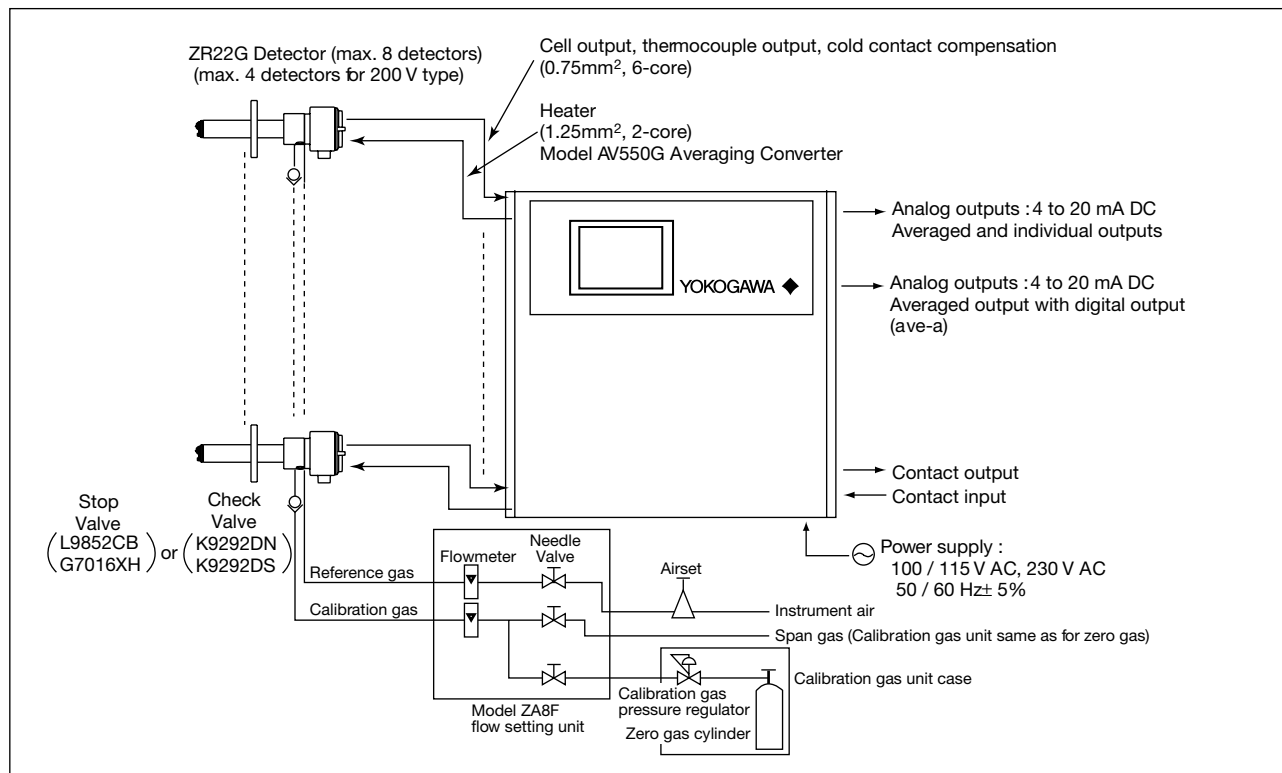 ZR22G Detector (max. 8 detectors)
(max. 4 detectors for 200 V type)
Cell output, thermocouple output, cold contact compensation
(0.75mm², 6-core)
Heater
(1.25mm², 2-core)
Model AV550G Averaging Converter
YOKOGAWA
Analog outputs : 4 to 20 mA DC
Averaged and individual outputs
Analog outputs : 4 to 20 mA DC
Averaged output with digital output
(ave-a)
Contact output
Contact input
Power supply :
100 / 115 V AC, 230 V AC
50 / 60 Hz± 5%
Stop
Valve
(L9852CB
G7016XH)
or
Check
Valve
(K9292DN
K9292DS)
Flowmeter
Needle
Valve
Reference gas
Calibration gas
Airset
Instrument air
Span gas (Calibration gas unit same as for zero gas)
Calibration gas unit case
Calibration gas
pressure regulator
Zero gas cylinder
Model ZA8F
flow setting unit